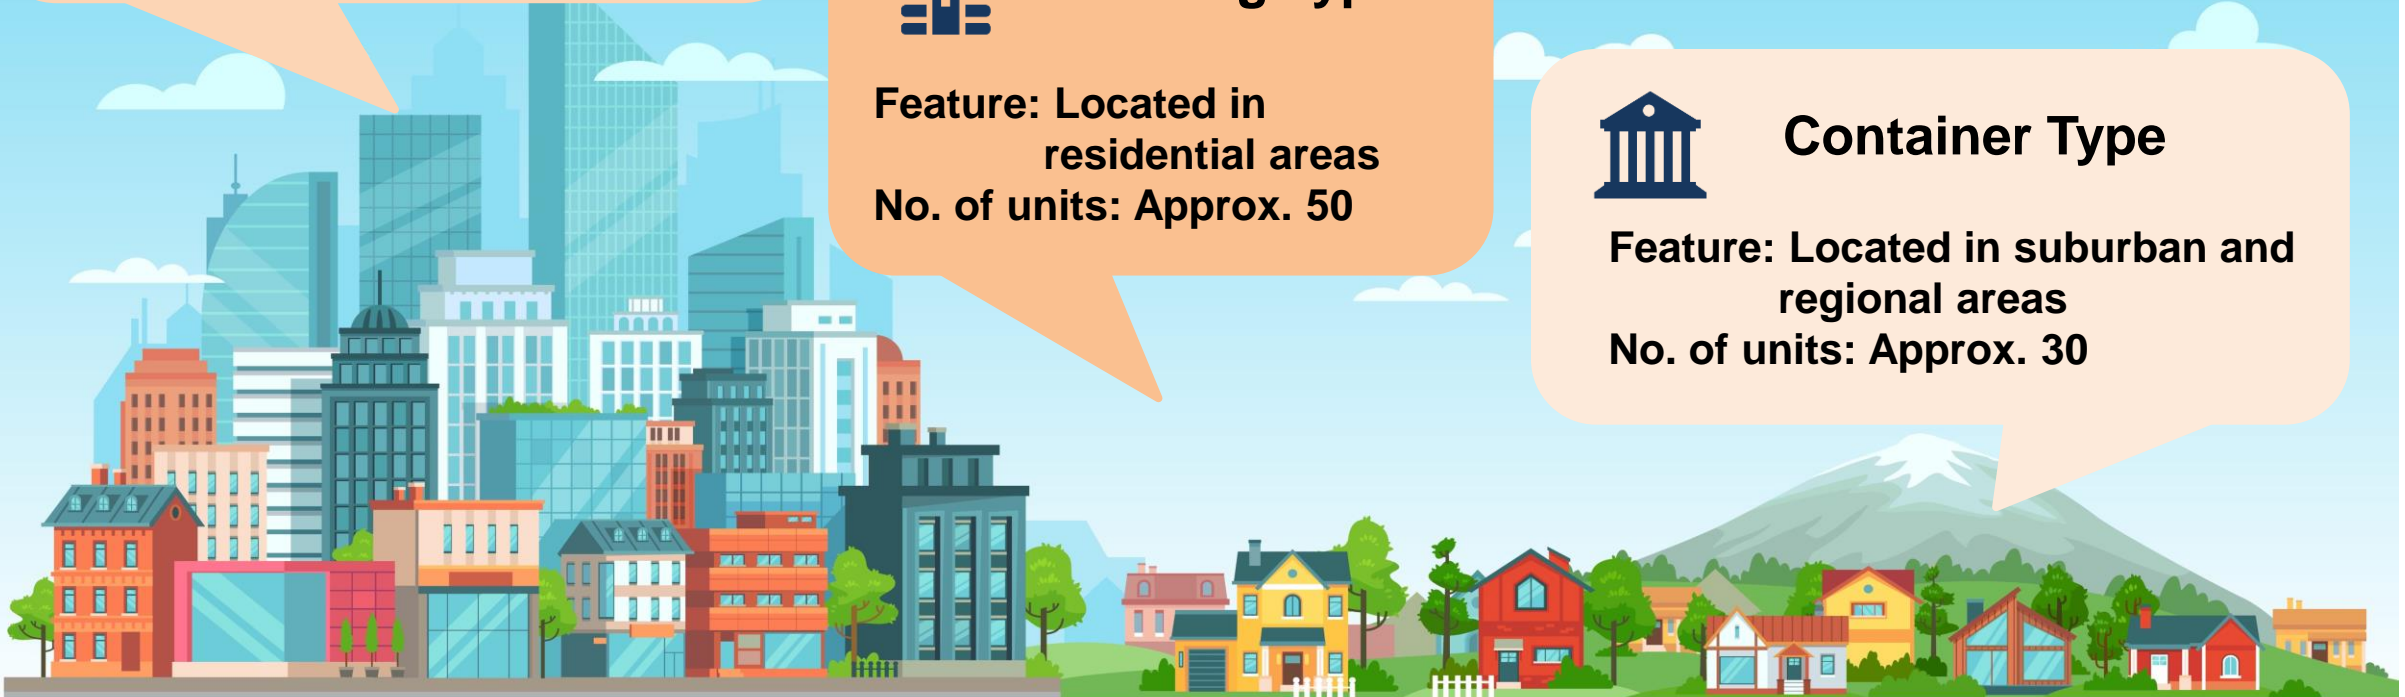 Feature: Located in
residential areas
No. of units: Approx. 50
Container Type
Feature: Located in suburban and
regional areas
No. of units: Approx. 30